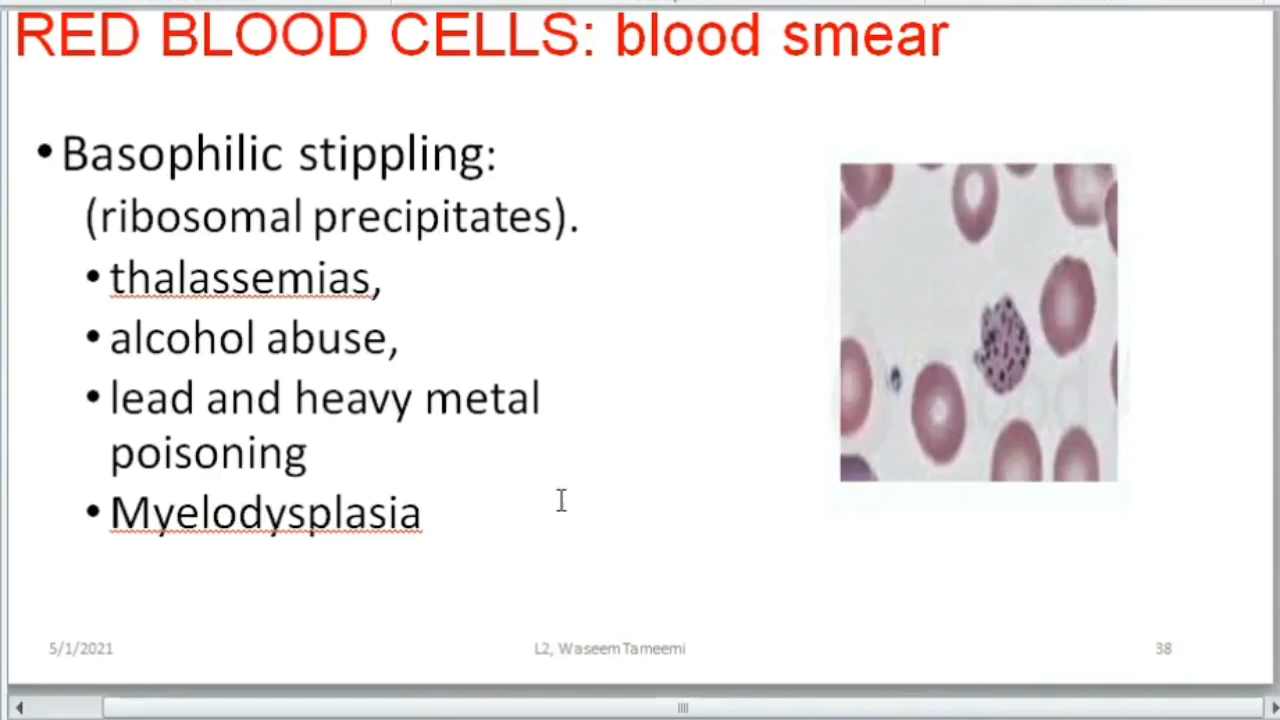 RED BLOOD CELLS: blood smear
• Basophilic stippling:
(ribosomal precipitates).
• thalassemias,
• alcohol abuse,
• lead and heavy metal
poisoning
• Myelodysplasia
5/1/2021
L2, Waseem Tameemi
38